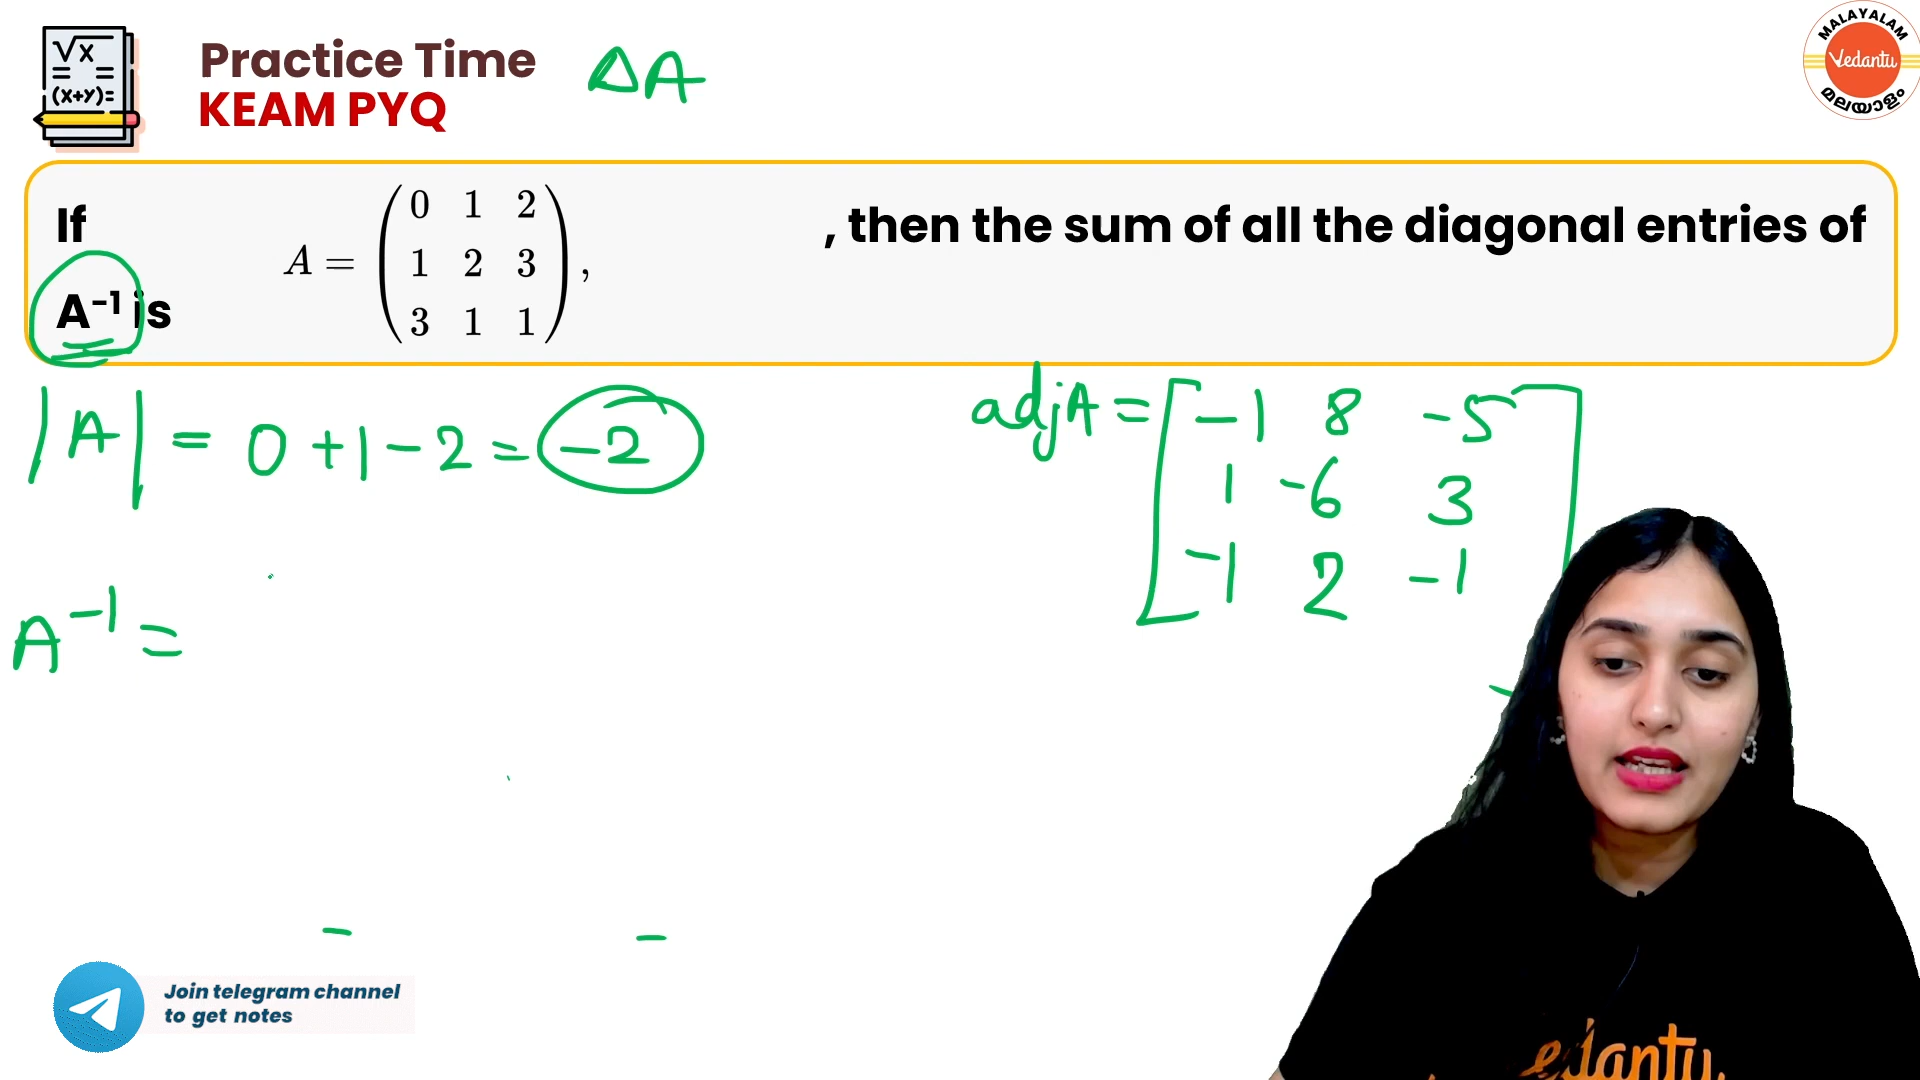 √x
(x+y)=
Practice Time
KEAM PYQ
ΔA
MALAYALAM
Vedantu
മലയാളം
If A = (0 1 2
1 2 3
3 1 1), , then the sum of all the diagonal entries of
A⁻¹ is
|A| = 0 + 1 - 2 = -2
adjA = [-1 8 -5
1 -6 3
-1 2 -1]
A⁻¹ =
Join telegram channel
to get notes
Vedantu